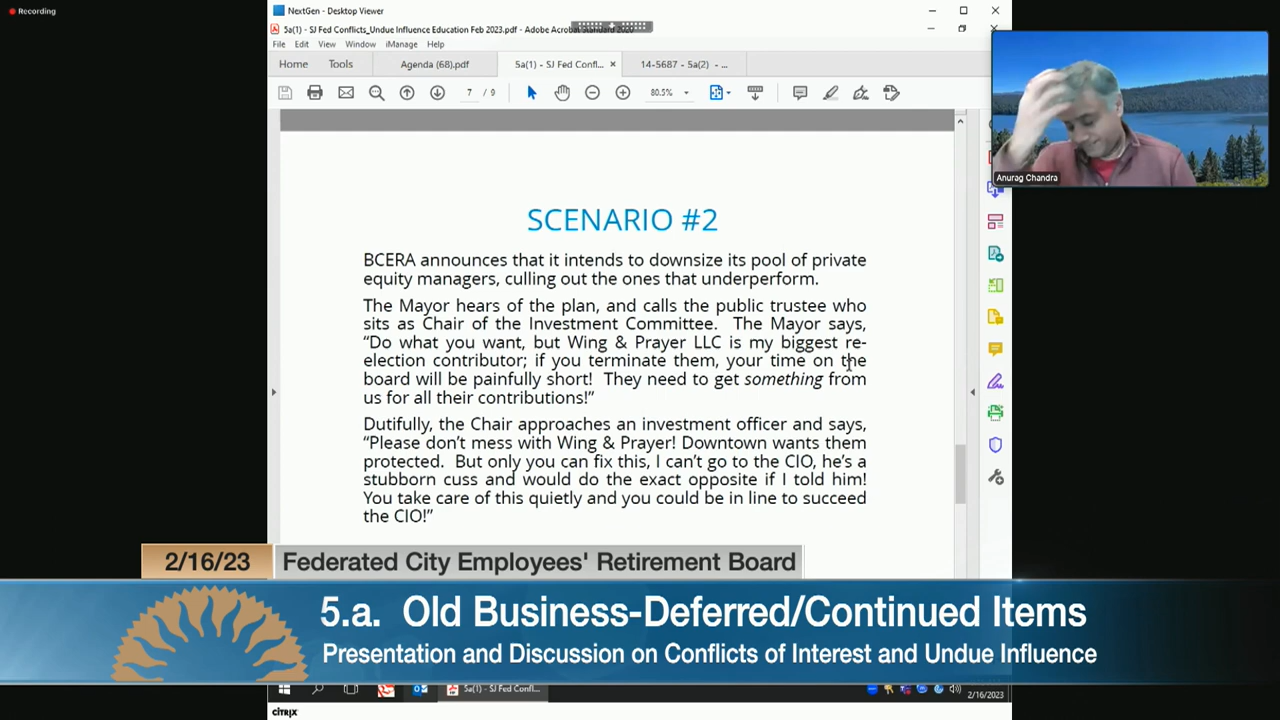 Recording
NextGen - Desktop Viewer
5a(1) - SJ Fed Conflicts_Undue Influence Education Feb 2023.pdf - Adobe Acrobat Standard 2020
File Edit View Window iManage Help
Home Tools Agenda (68).pdf 5a(1) - SJ Fed Confl... × 14-5687 - 5a(2) - ...
7 / 9 80.5%
Anurag Chandra
SCENARIO #2
BCERA announces that it intends to downsize its pool of private
equity managers, culling out the ones that underperform.
The Mayor hears of the plan, and calls the public trustee who
sits as Chair of the Investment Committee. The Mayor says,
“Do what you want, but Wing & Prayer LLC is my biggest re-
election contributor; if you terminate them, your time on the
board will be painfully short! They need to get something from
us for all their contributions!”
Dutifully, the Chair approaches an investment officer and says,
“Please don’t mess with Wing & Prayer! Downtown wants them
protected. But only you can fix this, I can’t go to the CIO, he’s a
stubborn cuss and would do the exact opposite if I told him!
You take care of this quietly and you could be in line to succeed
the CIO!”
2/16/23 Federated City Employees' Retirement Board
5.a. Old Business-Deferred/Continued Items
Presentation and Discussion on Conflicts of Interest and Undue Influence
5a(1) - SJ Fed Confl...
2/16/2023
CITRIX